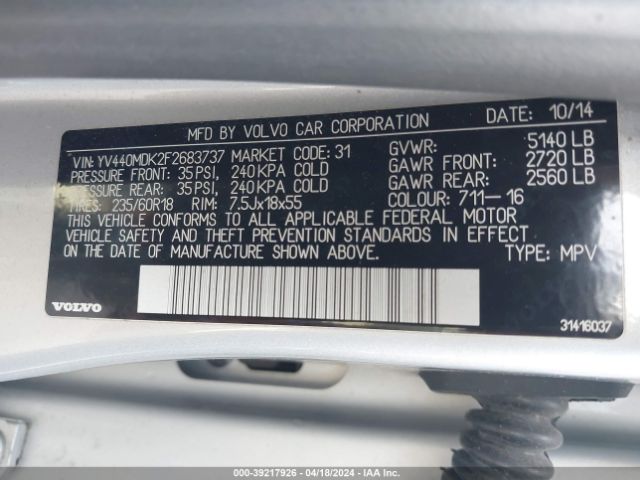 MFD BY VOLVO CAR CORPORATION DATE: 10/14
VIN: YV440MDK2F2683737 MARKET CODE: 31 GVWR: 5140 LB
PRESSURE FRONT: 35 PSI, 240 KPA COLD GAWR FRONT: 2720 LB
PRESSURE REAR: 35 PSI, 240 KPA COLD GAWR REAR: 2560 LB
TIRES: 235/60R18 RIM: 7.5Jx18x55 COLOUR: 711-16
THIS VEHICLE CONFORMS TO ALL APPLICABLE FEDERAL MOTOR
VEHICLE SAFETY AND THEFT PREVENTION STANDARDS IN EFFECT
ON THE DATE OF MANUFACTURE SHOWN ABOVE. TYPE: MPV
VOLVO
31416037
000-39217926 - 04/18/2024 - IAA Inc.